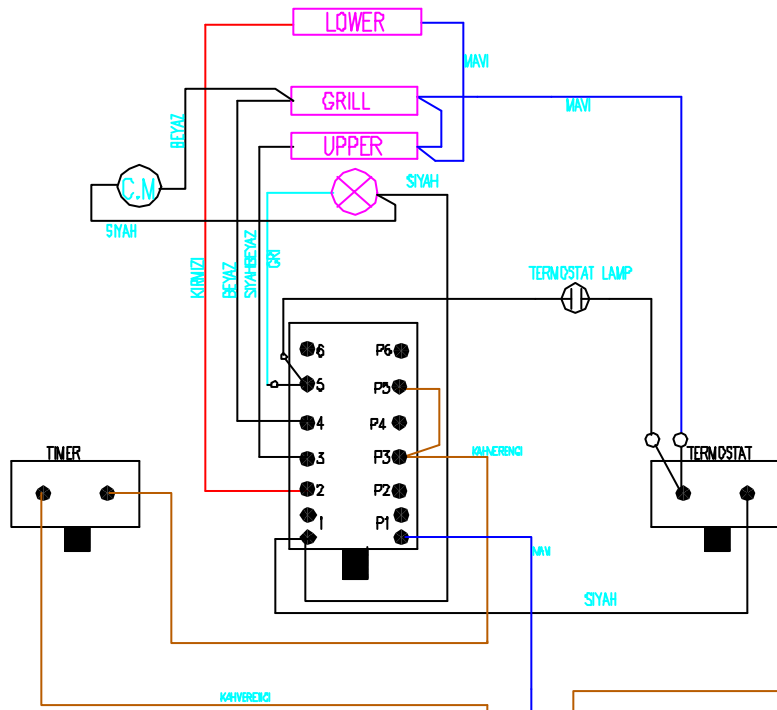 LOWER
MAVI
GRILL
MAVI
BEYAZ
UPPER
C.M
SIYAH
SIYAH
KIRMIZI
BEYAZ
SIYAHBEYAZ
GRI
TERMOSTAT LAMP
6 P6
5 P5
4 P4
3 P3
KAHVERENGI
TIMER
TERMOSTAT
2 P2
1 P1
MAVI
SIYAH
KAHVERENGI